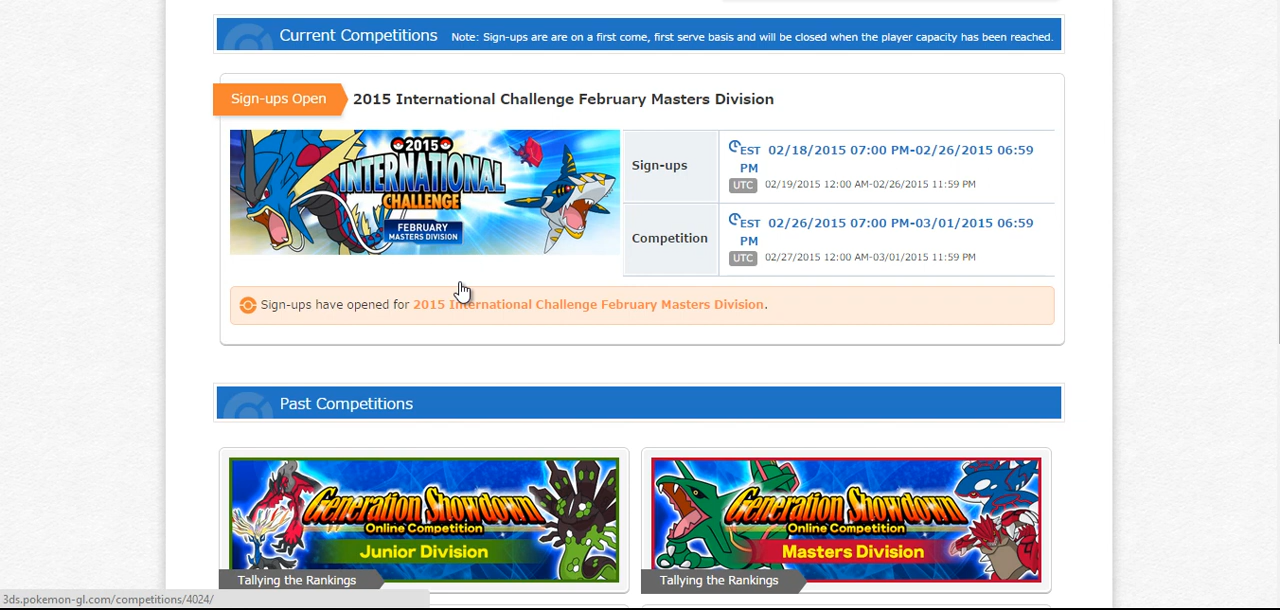 Current Competitions Note: Sign-ups are are on a first come, first serve basis and will be closed when the player capacity has been reached.
Sign-ups Open 2015 International Challenge February Masters Division
2015
INTERNATIONAL
CHALLENGE
FEBRUARY
MASTERS DIVISION
Sign-ups
EST 02/18/2015 07:00 PM-02/26/2015 06:59
PM
UTC 02/19/2015 12:00 AM-02/26/2015 11:59 PM
Competition
EST 02/26/2015 07:00 PM-03/01/2015 06:59
PM
UTC 02/27/2015 12:00 AM-03/01/2015 11:59 PM
Sign-ups have opened for 2015 International Challenge February Masters Division.
Past Competitions
Generation Showdown
Online Competition
Junior Division
Tallying the Rankings
Generation Showdown
Online Competition
Masters Division
Tallying the Rankings
3ds.pokemon-gl.com/competitions/4024/